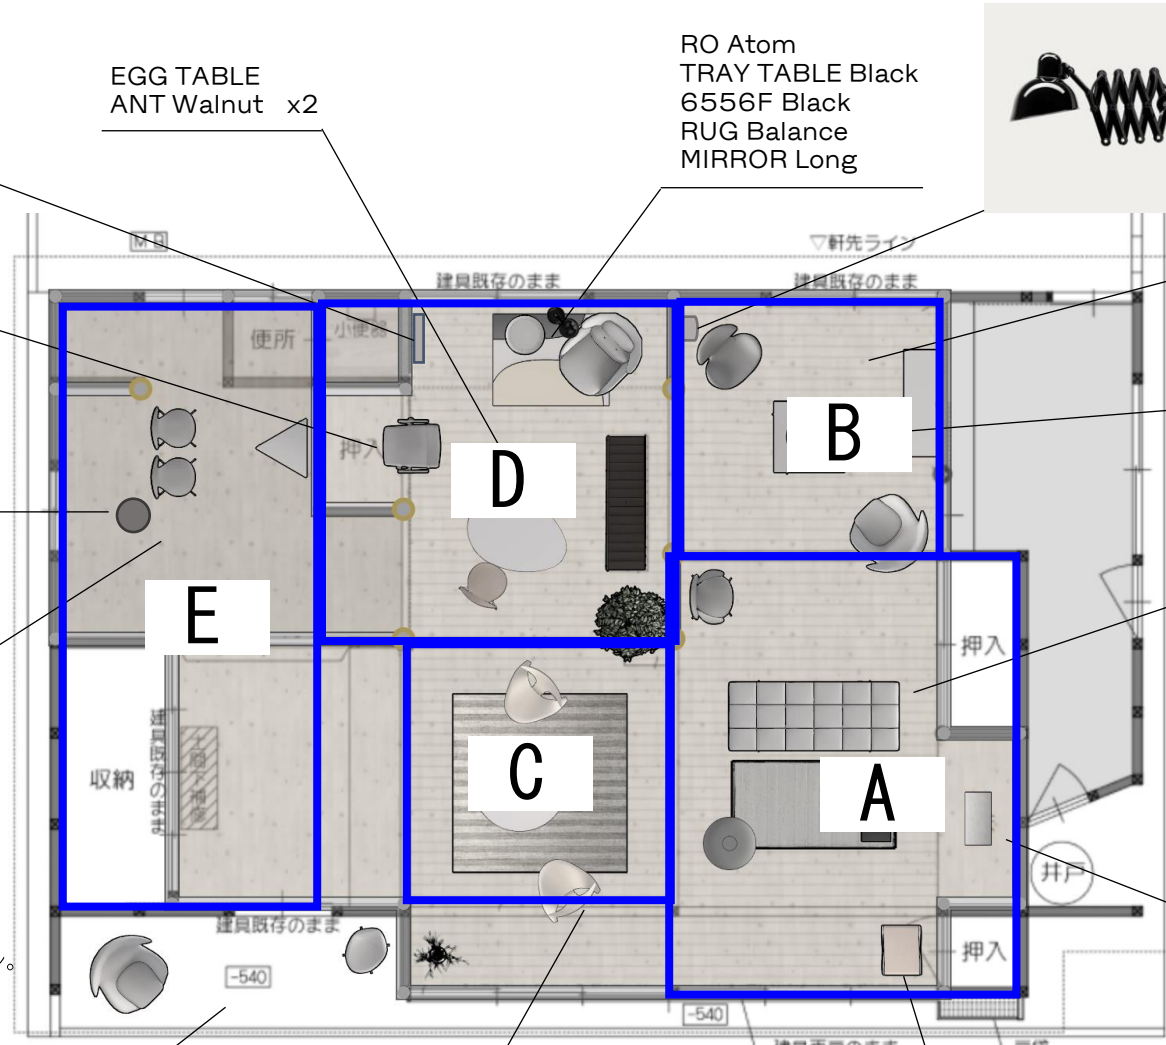 EGG TABLE
ANT Walnut x2
RO Atom
TRAY TABLE Black
6556F Black
RUG Balance
MIRROR Long
M-9
▽軒先ライン
建具既存のまま
建具既存のまま
便所
小便器
押入
B
D
E
押入
建具既存のまま
収納
C
A
井戸
建具既存のまま
押入
-540
-540